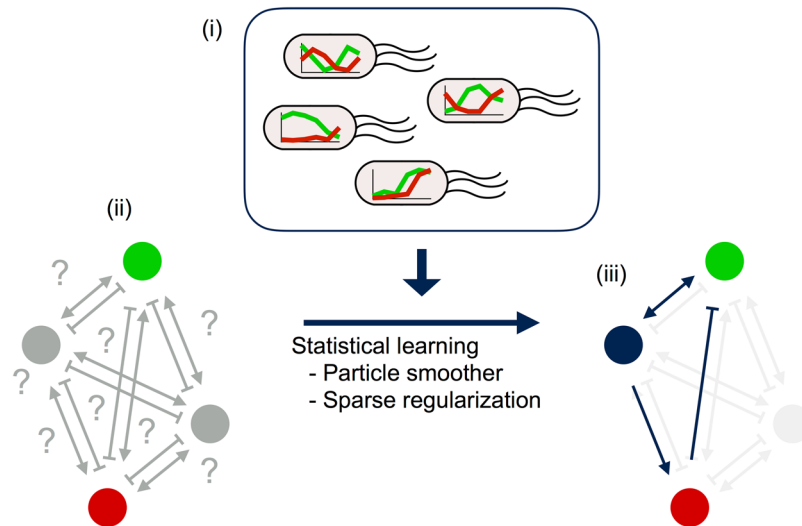 (i)
(ii)
(iii)
?
?
?
?
?
?
?
?
Statistical learning
- Particle smoother
- Sparse regularization